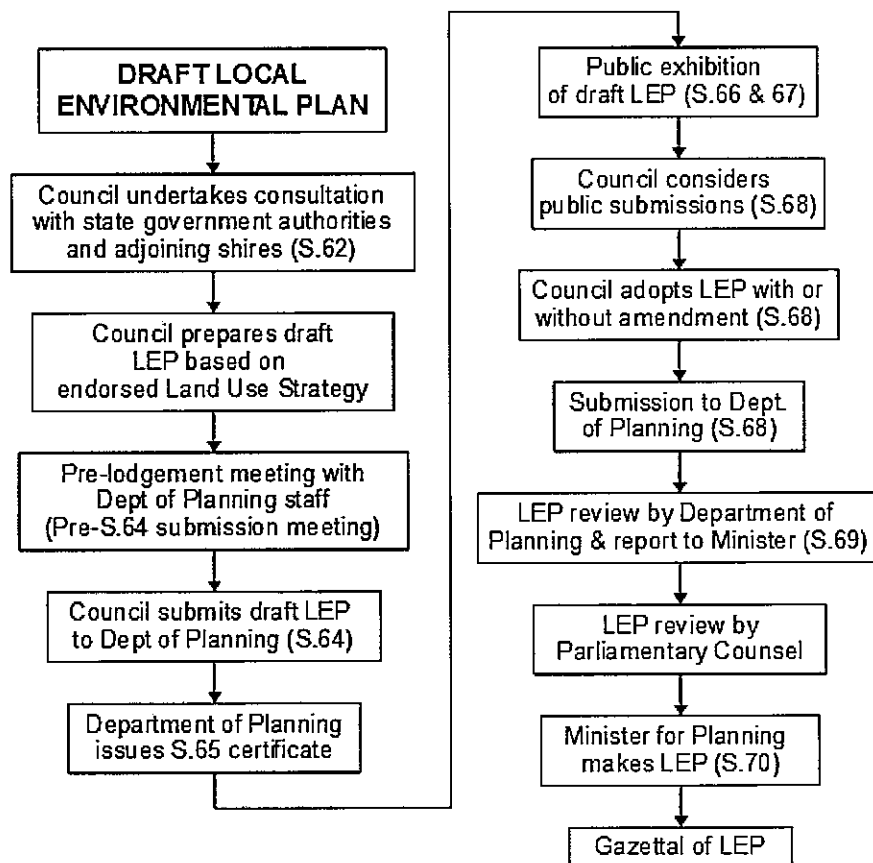 DRAFT LOCAL
ENVIRONMENTAL PLAN
Council undertakes consultation
with state government authorities
and adjoining shires (S.62)
Council prepares draft
LEP based on
endorsed Land Use Strategy
Pre-lodgement meeting with
Dept of Planning staff
(Pre-S.64 submission meeting)
Council submits draft LEP
to Dept of Planning (S.64)
Department of Planning
issues S.65 certificate
Public exhibition
of draft LEP (S.66 & 67)
Council considers
public submissions (S.68)
Council adopts LEP with or
without amendment (S.68)
Submission to Dept.
of Planning (S.68)
LEP review by Department of
Planning & report to Minister (S.69)
LEP review by
Parliamentary Counsel
Minister for Planning
makes LEP (S.70)
Gazettal of LEP